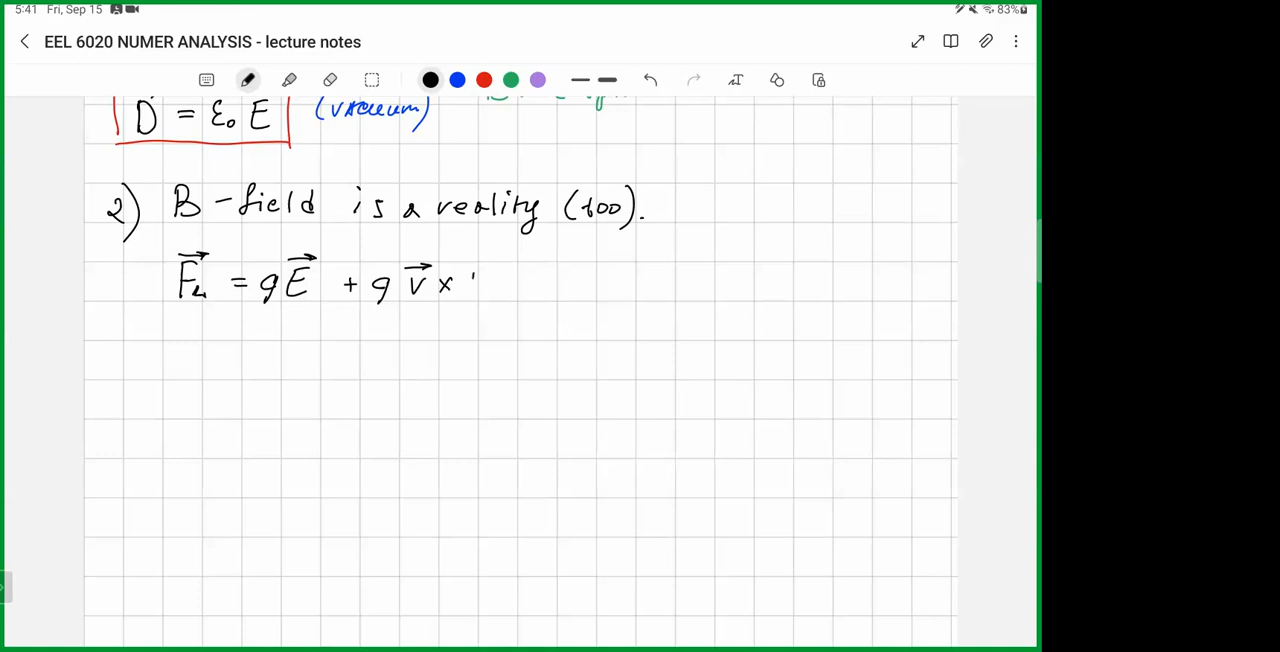 5:41 Fri, Sep 15 83%
EEL 6020 NUMER ANALYSIS - lecture notes
D = ε₀ E (vacuum)
2) B-field is a reality (too).
F⃗ = qE⃗ + q v⃗ ×